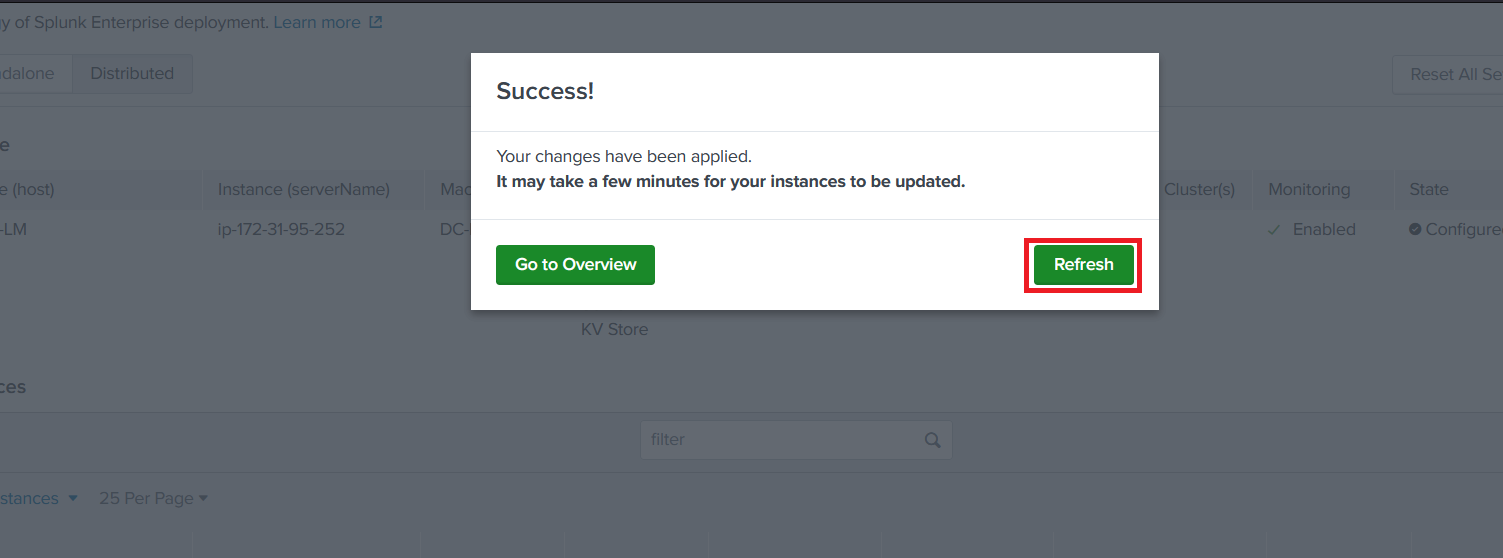 y of Splunk Enterprise deployment. Learn more
dalone Distributed Reset All Se
Success!
Your changes have been applied.
It may take a few minutes for your instances to be updated.
Go to Overview Refresh
e
e (host) Instance (serverName) Mac Cluster(s) Monitoring State
-LM ip-172-31-95-252 DC- Enabled Configure
KV Store
ces
filter
stances 25 Per Page